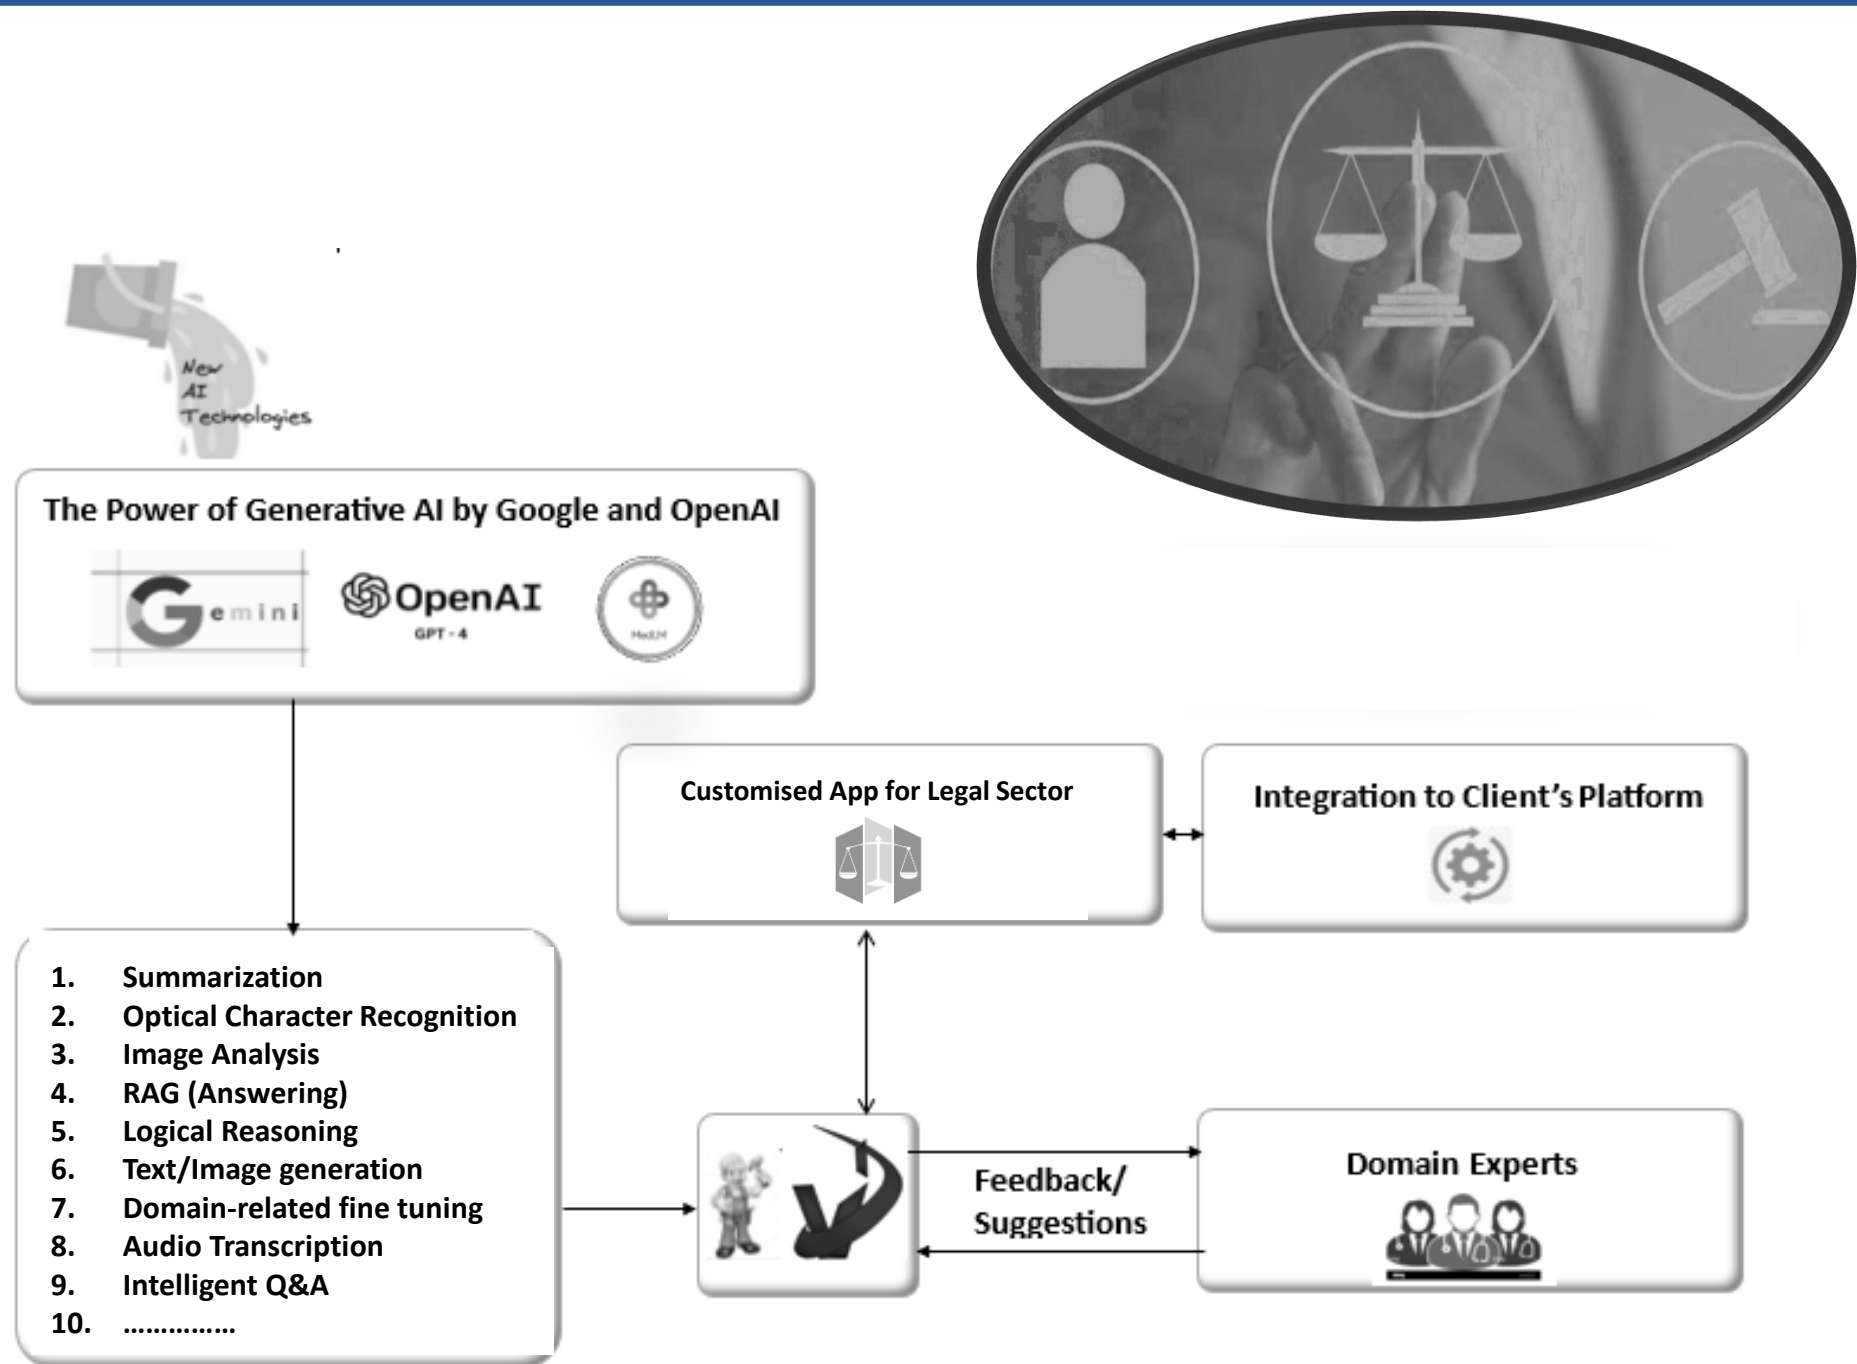 New
AI
Technologies
The Power of Generative AI by Google and OpenAI
Gemini
OpenAI
GPT - 4
MedLM
Customised App for Legal Sector
Integration to Client's Platform
1. Summarization
2. Optical Character Recognition
3. Image Analysis
4. RAG (Answering)
5. Logical Reasoning
6. Text/Image generation
7. Domain-related fine tuning
8. Audio Transcription
9. Intelligent Q&A
10. ……………
Feedback/
Suggestions
Domain Experts